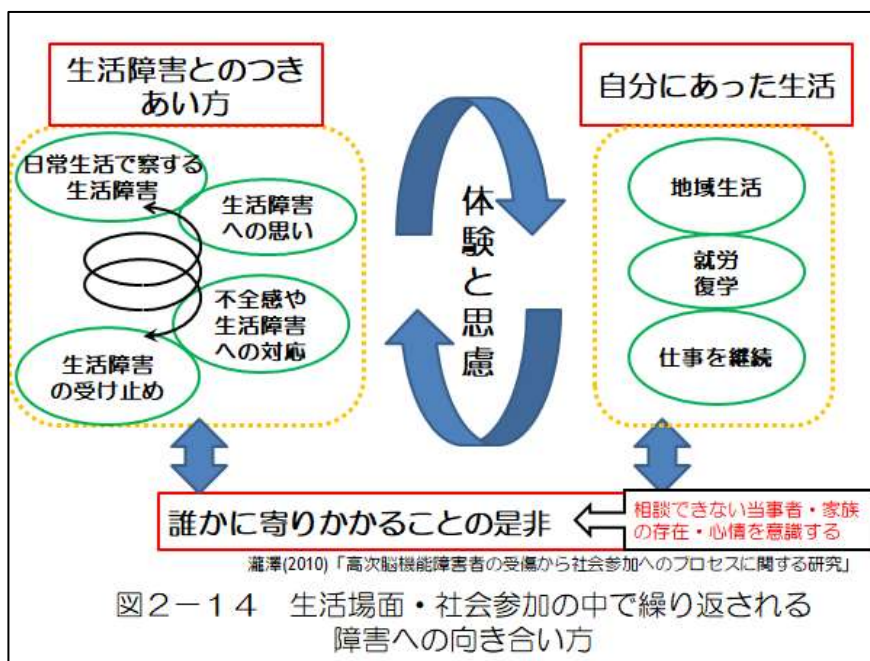 生活障害とのつき
あい方
日常生活で察する
生活障害
生活障害
への思い
不全感や
生活障害
への対応
生活障害
の受け止め
体験と思慮
自分にあった生活
地域生活
就労
復学
仕事を継続
誰かに寄りかかることの是非
相談できない当事者・家族
の存在・心情を意識する
瀧澤(2010)「高次脳機能障害者の受傷から社会参加へのプロセスに関する研究」
図2－14　生活場面・社会参加の中で繰り返される
障害への向き合い方